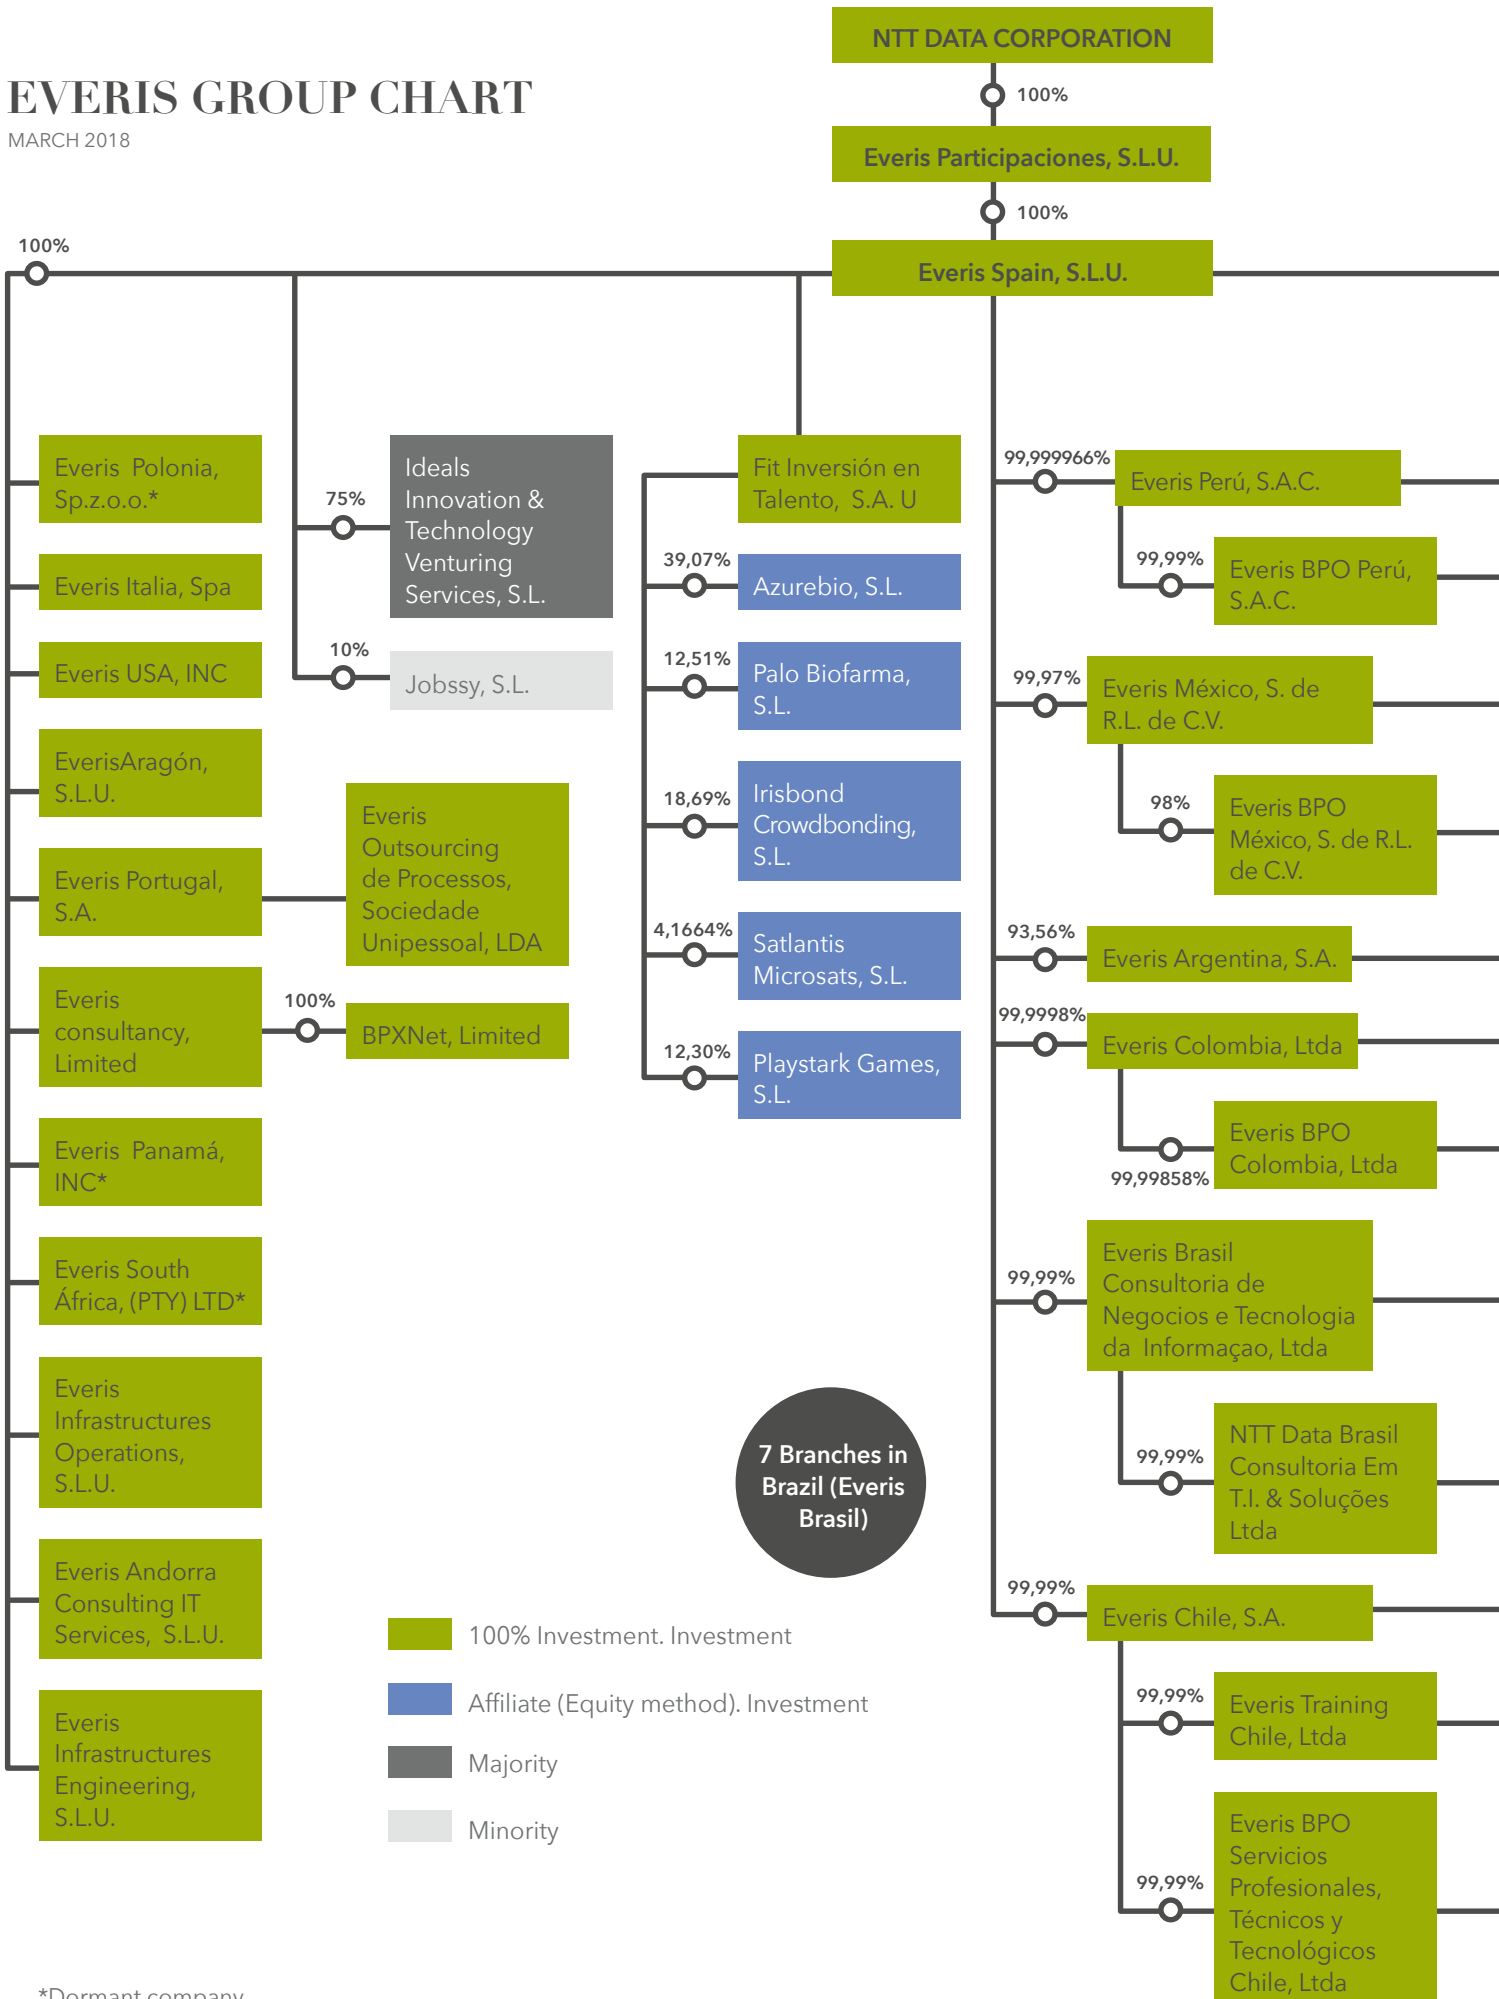 NTT DATA CORPORATION
EVERIS GROUP CHART
MARCH 2018
100%
Everis Participaciones, S.L.U.
100%
100%
Everis Spain, S.L.U.
Everis  Polonia,
Sp.z.o.o.*
Everis Italia, Spa
Everis USA, INC
EverisAragón,
S.L.U.
Everis Portugal,
S.A.
Everis
consultancy,
Limited
Everis  Panamá,
INC*
Everis South
África, (PTY) LTD*
Everis
Infrastructures
Operations,
S.L.U.
Everis Andorra
Consulting IT
Services,  S.L.U.
Everis
Infrastructures
Engineering,
S.L.U.
75%
Ideals
Innovation &
Technology
Venturing
Services, S.L.
10%
Jobssy, S.L.
Everis
Outsourcing
de Processos,
Sociedade
Unipessoal, LDA
100%
BPXNet, Limited
Fit Inversión en
Talento,  S.A. U
39,07%
Azurebio, S.L.
12,51%
Palo Biofarma,
S.L.
18,69%
Irisbond
Crowdbonding,
S.L.
4,1664%
Satlantis
Microsats, S.L.
12,30%
Playstark Games,
S.L.
99,999966%
Everis Perú, S.A.C.
99,99%
Everis BPO Perú,
S.A.C.
99,97%
Everis México, S. de
R.L. de C.V.
98%
Everis BPO
México, S. de R.L.
de C.V.
93,56%
Everis Argentina, S.A.
99,9998%
Everis Colombia, Ltda
Everis BPO
Colombia, Ltda
99,99858%
99,99%
Everis Brasil
Consultoria de
Negocios e Tecnologia
da  Informaçao, Ltda
99,99%
NTT Data Brasil
Consultoria Em
T.I. & Soluções
Ltda
7 Branches in
Brazil (Everis
Brasil)
99,99%
Everis Chile, S.A.
99,99%
Everis Training
Chile, Ltda
99,99%
Everis BPO
Servicios
Profesionales,
Técnicos y
Tecnológicos
Chile, Ltda
100% Investment. Investment
Affiliate (Equity method). Investment
Majority
Minority
*Dormant company